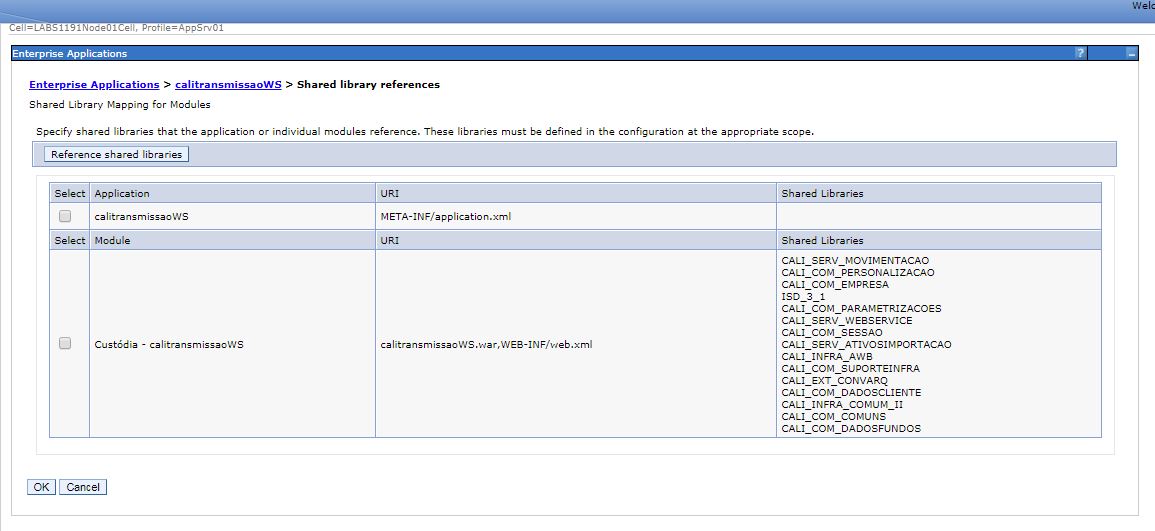 Welc
Cell=LABS1191Node01Cell, Profile=AppSrv01
Enterprise Applications ? –
Enterprise Applications > calitransmissaoWS > Shared library references
Shared Library Mapping for Modules
Specify shared libraries that the application or individual modules reference. These libraries must be defined in the configuration at the appropriate scope.
Reference shared libraries
Select Application URI Shared Libraries
calitransmissaoWS META-INF/application.xml
Select Module URI Shared Libraries
Custódia - calitransmissaoWS calitransmissaoWS.war,WEB-INF/web.xml
CALI_SERV_MOVIMENTACAO
CALI_COM_PERSONALIZACAO
CALI_COM_EMPRESA
ISD_3_1
CALI_COM_PARAMETRIZACOES
CALI_SERV_WEBSERVICE
CALI_COM_SESSAO
CALI_SERV_ATIVOSIMPORTACAO
CALI_INFRA_AWB
CALI_COM_SUPORTEINFRA
CALI_EXT_CONVARQ
CALI_COM_DADOSCLIENTE
CALI_INFRA_COMUM_II
CALI_COM_COMUNS
CALI_COM_DADOSFUNDOS
OK Cancel